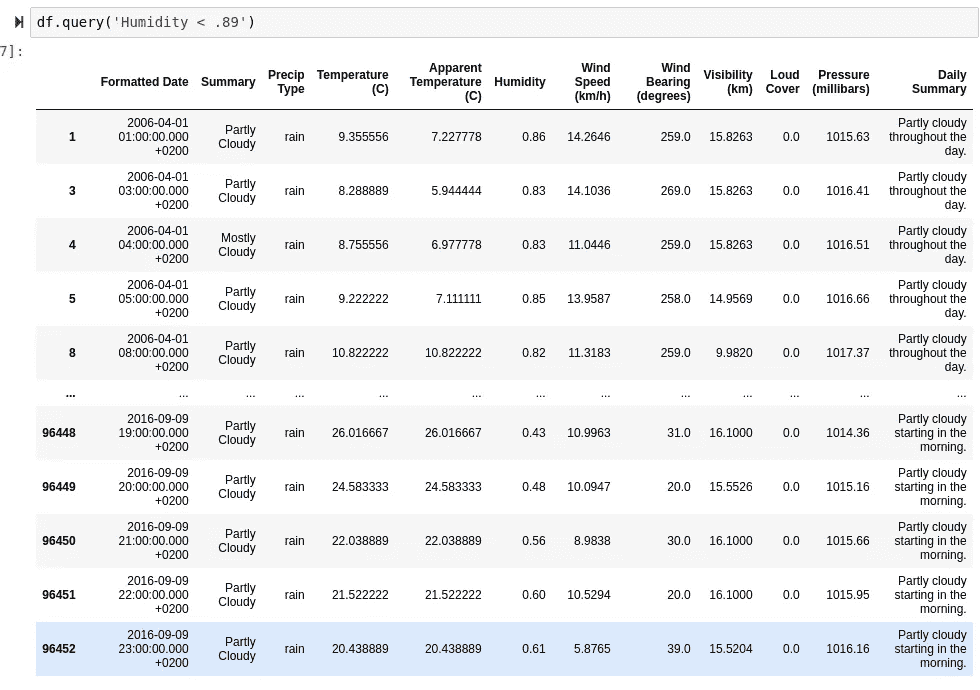 df.query('Humidity < .89')
7]:
Formatted Date Summary Precip Type Temperature (C) Apparent Temperature (C) Humidity Wind Speed (km/h) Wind Bearing (degrees) Visibility (km) Loud Cover Pressure (millibars) Daily Summary
1 2006-04-01 01:00:00.000 +0200 Partly Cloudy rain 9.355556 7.227778 0.86 14.2646 259.0 15.8263 0.0 1015.63 Partly cloudy throughout the day.
3 2006-04-01 03:00:00.000 +0200 Partly Cloudy rain 8.288889 5.944444 0.83 14.1036 269.0 15.8263 0.0 1016.41 Partly cloudy throughout the day.
4 2006-04-01 04:00:00.000 +0200 Mostly Cloudy rain 8.755556 6.977778 0.83 11.0446 259.0 15.8263 0.0 1016.51 Partly cloudy throughout the day.
5 2006-04-01 05:00:00.000 +0200 Partly Cloudy rain 9.222222 7.111111 0.85 13.9587 258.0 14.9569 0.0 1016.66 Partly cloudy throughout the day.
8 2006-04-01 08:00:00.000 +0200 Partly Cloudy rain 10.822222 10.822222 0.82 11.3183 259.0 9.9820 0.0 1017.37 Partly cloudy throughout the day.
... ... ... ... ... ... ... ... ... ... ... ... ...
96448 2016-09-09 19:00:00.000 +0200 Partly Cloudy rain 26.016667 26.016667 0.43 10.9963 31.0 16.1000 0.0 1014.36 Partly cloudy starting in the morning.
96449 2016-09-09 20:00:00.000 +0200 Partly Cloudy rain 24.583333 24.583333 0.48 10.0947 20.0 15.5526 0.0 1015.16 Partly cloudy starting in the morning.
96450 2016-09-09 21:00:00.000 +0200 Partly Cloudy rain 22.038889 22.038889 0.56 8.9838 30.0 16.1000 0.0 1015.66 Partly cloudy starting in the morning.
96451 2016-09-09 22:00:00.000 +0200 Partly Cloudy rain 21.522222 21.522222 0.60 10.5294 20.0 16.1000 0.0 1015.95 Partly cloudy starting in the morning.
96452 2016-09-09 23:00:00.000 +0200 Partly Cloudy rain 20.438889 20.438889 0.61 5.8765 39.0 15.5204 0.0 1016.16 Partly cloudy starting in the morning.